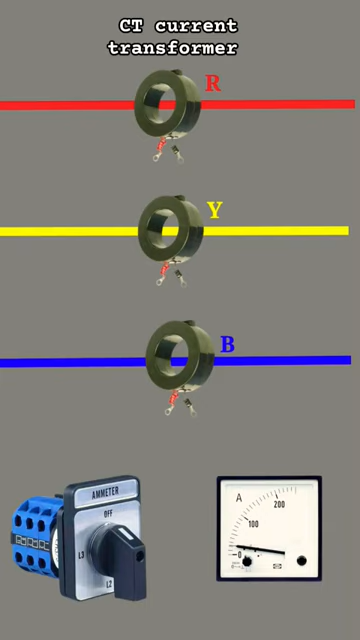 CT current
transformer
R
Y
B
AMMETER
OFF
L3
L2
A
200
100
0